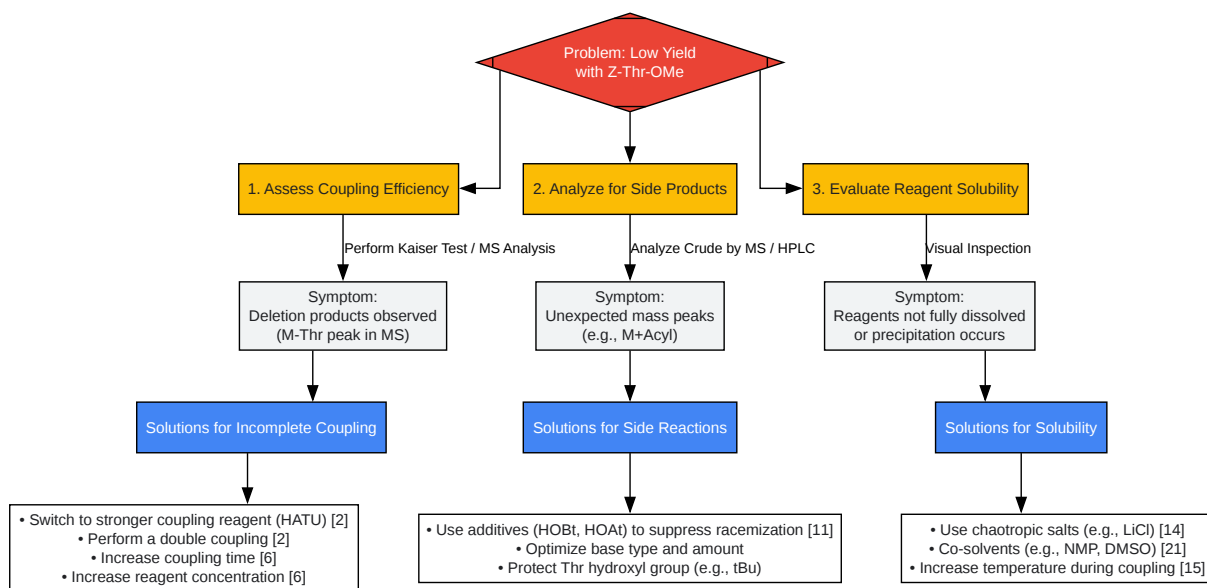 Problem: Low Yield
with Z-Thr-OMe
1. Assess Coupling Efficiency
2. Analyze for Side Products
3. Evaluate Reagent Solubility
Perform Kaiser Test / MS Analysis
Analyze Crude by MS / HPLC
Visual Inspection
Symptom:
Deletion products observed
(M-Thr peak in MS)
Symptom:
Unexpected mass peaks
(e.g., M+Acyl)
Symptom:
Reagents not fully dissolved
or precipitation occurs
Solutions for Incomplete Coupling
Solutions for Side Reactions
Solutions for Solubility
• Switch to stronger coupling reagent (HATU) [2]
• Perform a double coupling [2]
• Increase coupling time [6]
• Increase reagent concentration [6]
• Use additives (HOBt, HOAt) to suppress racemization [11]
• Optimize base type and amount
• Protect Thr hydroxyl group (e.g., tBu)
• Use chaotropic salts (e.g., LiCl) [14]
• Co-solvents (e.g., NMP, DMSO) [21]
• Increase temperature during coupling [15]